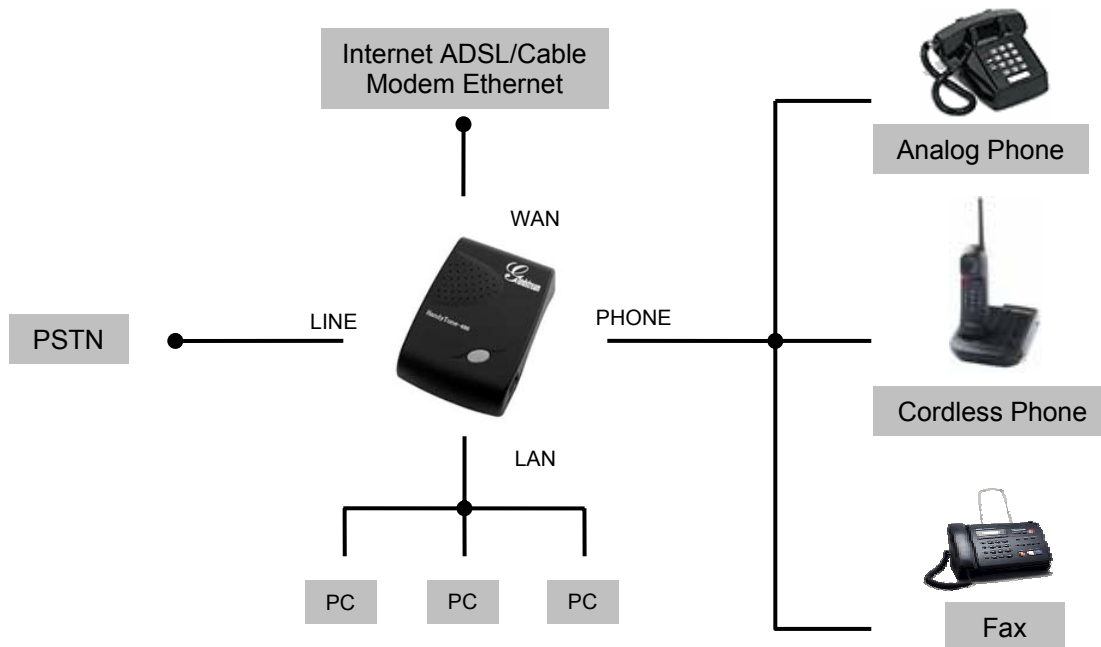 Internet ADSL/Cable
Modem Ethernet
Analog Phone
WAN
PSTN
LINE
PHONE
Cordless Phone
LAN
PC
PC
PC
Fax